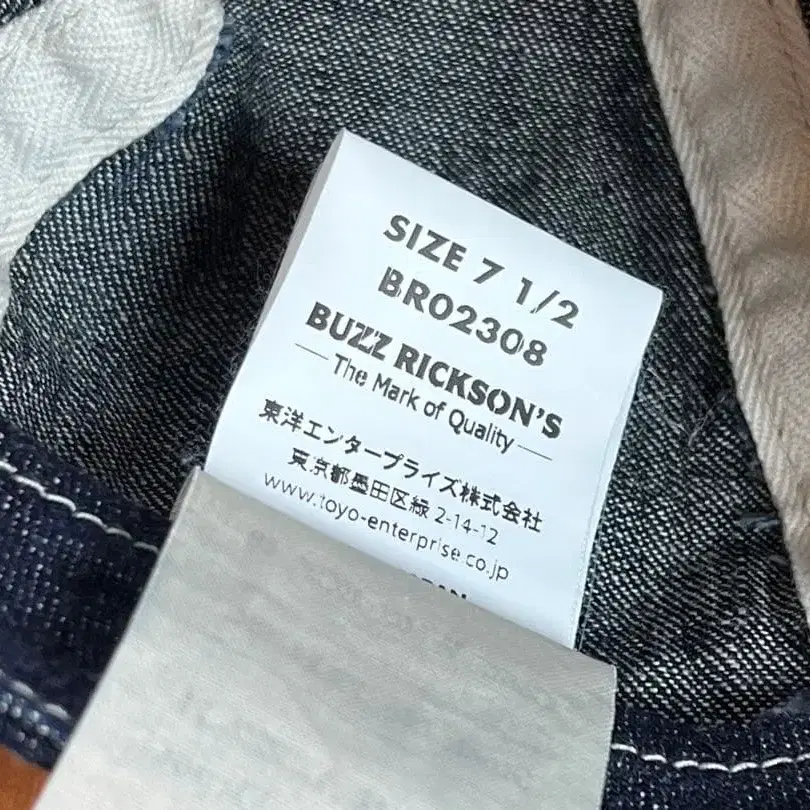 SIZE 7 1/2
BR02308
BUZZ RICKSON'S
The Mark of Quality
東洋エンタープライズ株式会社
東京都墨田区緑 2-14-12
www.toyo-enterprise.co.jp